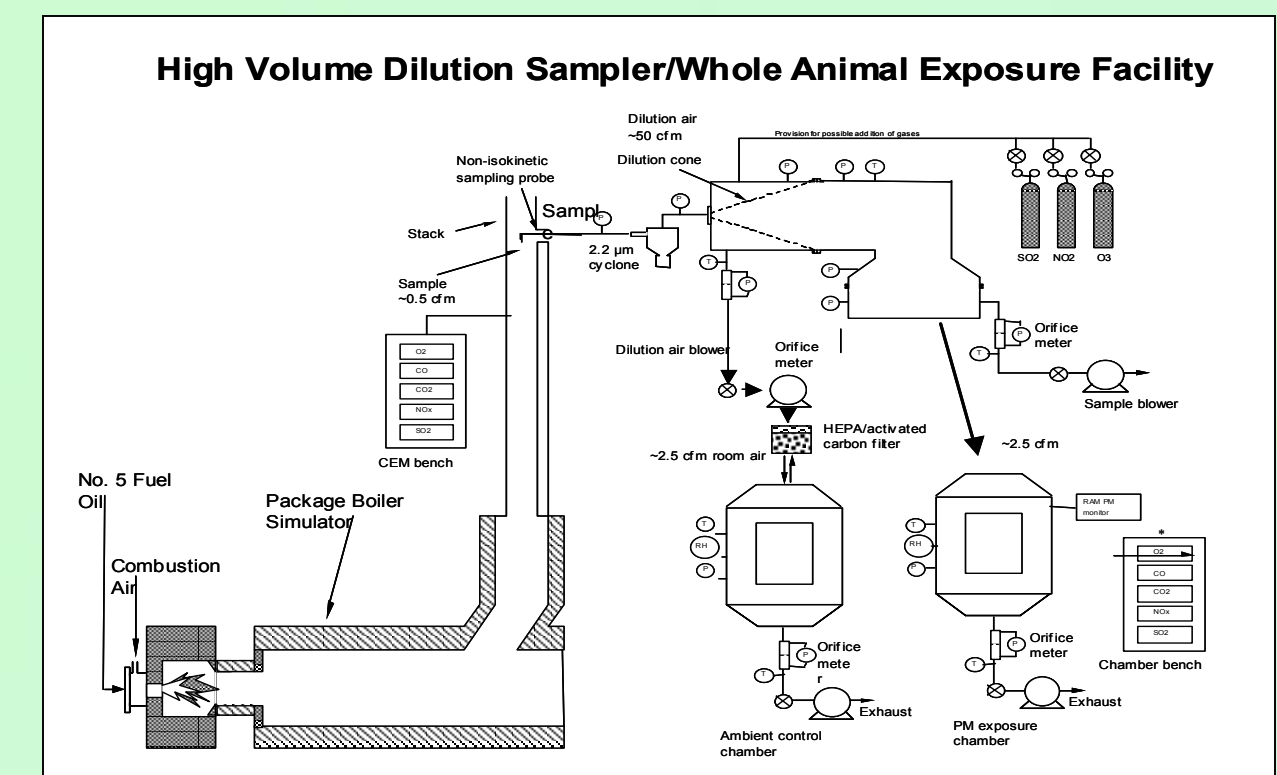 High Volume Dilution Sampler/Whole Animal Exposure Facility
Dilution air
~50 cfm
Provision for possible addition of gases
Dilution cone
Non-isokinetic
sampling probe
P
P
T
P
Sampl
P
C
Stack
2.2 µm
cyclone
Sample
~0.5 cfm
T
P
P
P
SO2
NO2
O3
Orifice
meter
P
T
Sample blower
Dilution air blower
Orifice
meter
O2
CO
CO2
NOx
SO2
CEM bench
HEPA/activated
carbon filter
~2.5 cfm room air
~2.5 cfm
No. 5 Fuel
Oil
Package Boiler
Simulator
Combustion
Air
T
RH
P
T
RH
P
RAM PM
monitor
*
O2
CO
CO2
NOx
SO2
Chamber bench
Orifice
mete
r
P
T
Exhaust
Ambient control
chamber
Orifice
meter
P
T
Exhaust
PM exposure
chamber